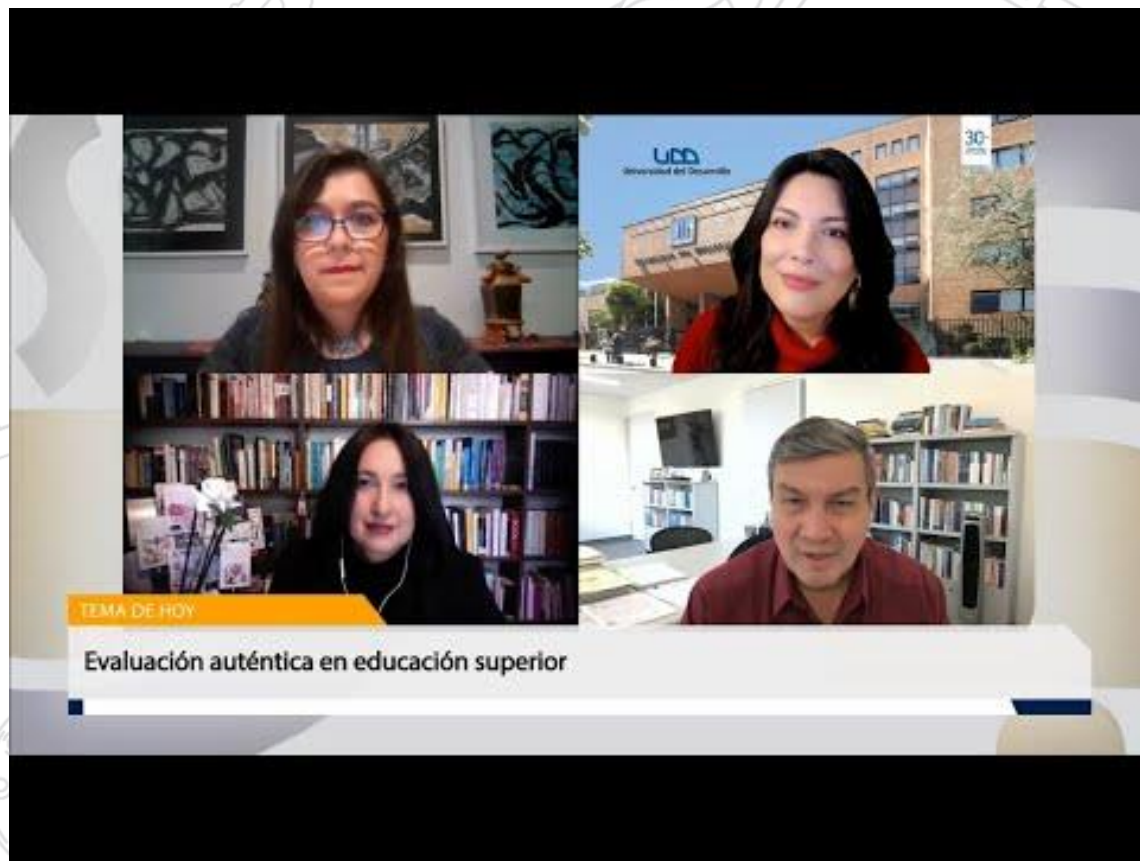 UDD
Universidad del Desarrollo
30
TEMA DE HOY
Evaluación auténtica en educación superior